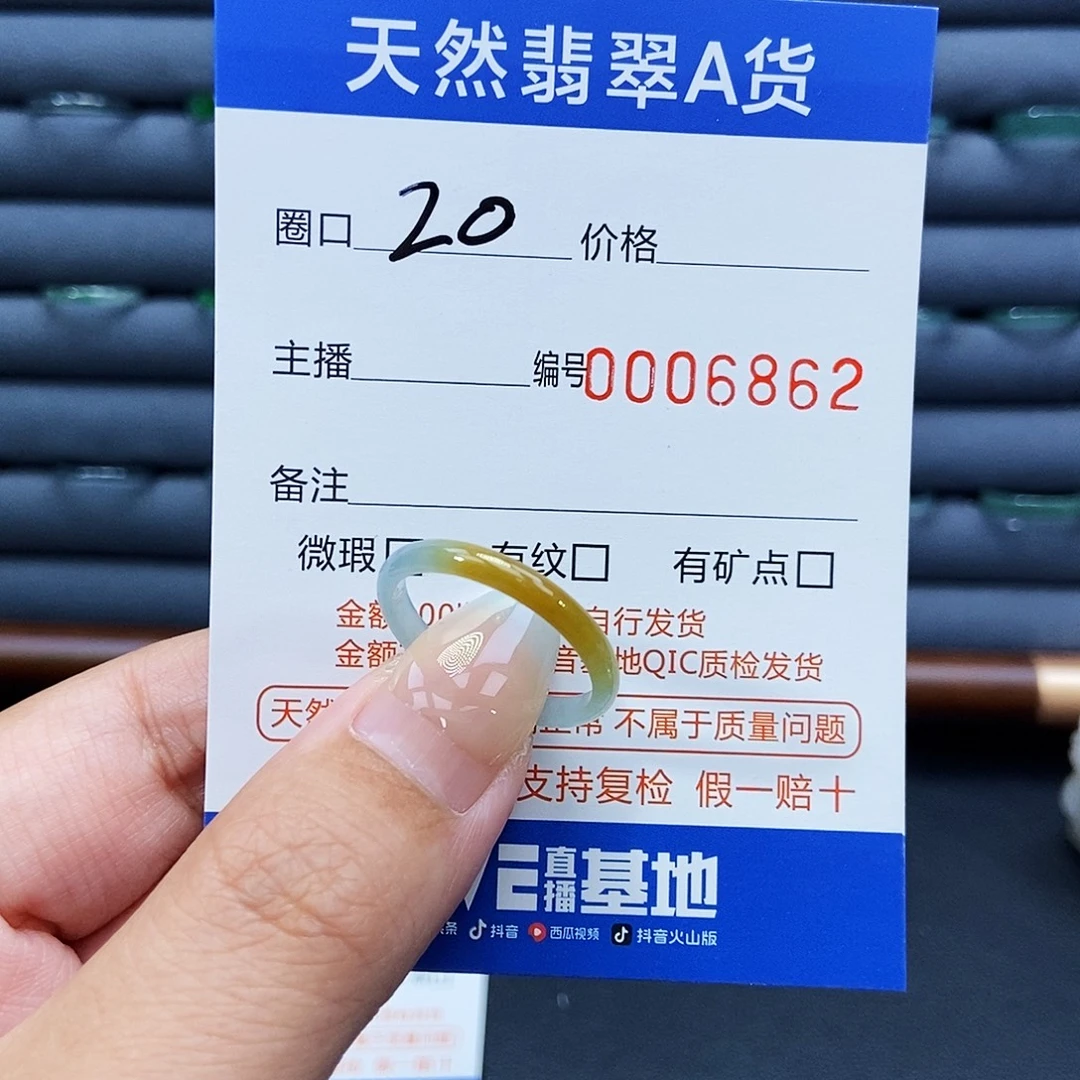 天然翡翠A货
圈口 20 价格
主播 编号0006862
备注
微瑕 有纹 有矿点
金额 自行发货
金额 基地QIC质检发货
天然 不属于质量问题
支持复检 假一赔十
直播基地
抖音 西瓜视频 抖音火山版